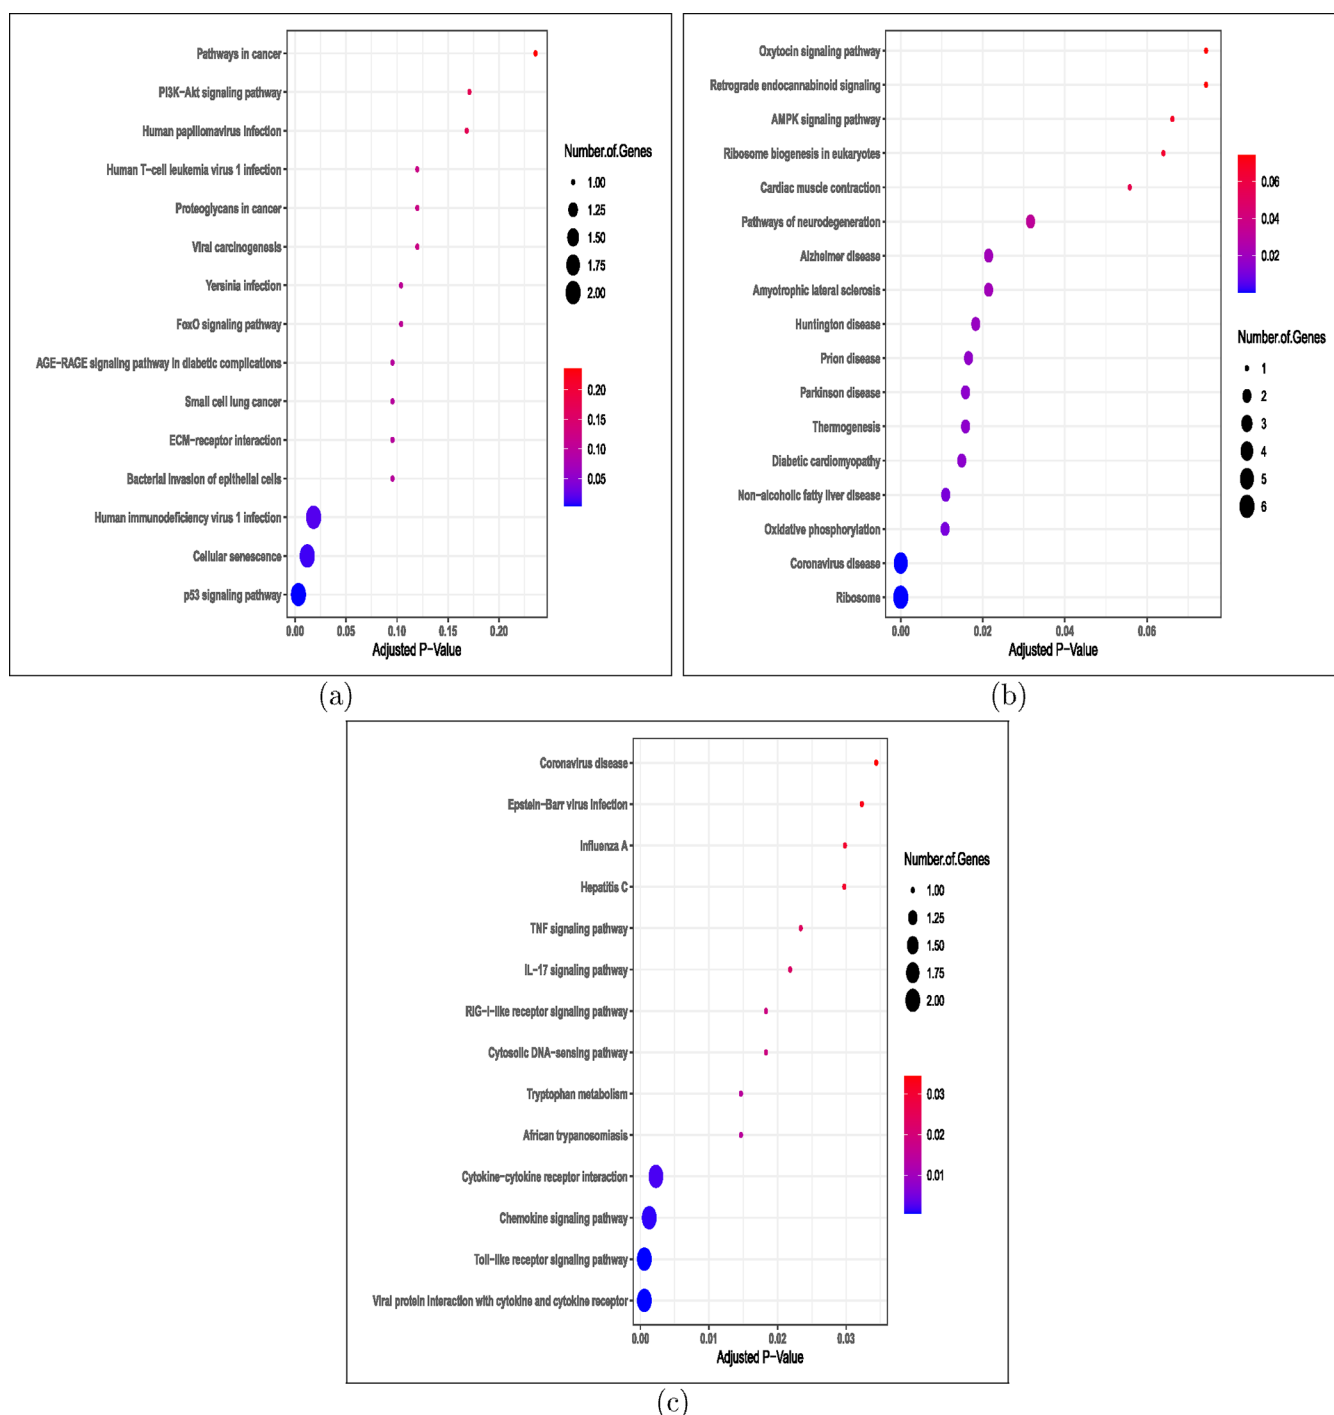 Pathways in cancer
PI3K-Akt signaling pathway
Human papillomavirus infection
Human T-cell leukemia virus 1 infection
Proteoglycans in cancer
Viral carcinogenesis
Yersinia infection
FoxO signaling pathway
AGE-RAGE signaling pathway in diabetic complications
Small cell lung cancer
ECM-receptor interaction
Bacterial invasion of epithelial cells
Human immunodeficiency virus 1 infection
Cellular senescence
p53 signaling pathway
0.00 0.05 0.10 0.15 0.20
Adjusted P-Value
Number.of.Genes
1.00
1.25
1.50
1.75
2.00
0.20
0.15
0.10
0.05
(a)
Oxytocin signaling pathway
Retrograde endocannabinoid signaling
AMPK signaling pathway
Ribosome biogenesis in eukaryotes
Cardiac muscle contraction
Pathways of neurodegeneration
Alzheimer disease
Amyotrophic lateral sclerosis
Huntington disease
Prion disease
Parkinson disease
Thermogenesis
Diabetic cardiomyopathy
Non-alcoholic fatty liver disease
Oxidative phosphorylation
Coronavirus disease
Ribosome
0.00 0.02 0.04 0.06
Adjusted P-Value
0.06
0.04
0.02
Number.of.Genes
1
2
3
4
5
6
(b)
Coronavirus disease
Epstein-Barr virus infection
Influenza A
Hepatitis C
TNF signaling pathway
IL-17 signaling pathway
RIG-I-like receptor signaling pathway
Cytosolic DNA-sensing pathway
Tryptophan metabolism
African trypanosomiasis
Cytokine-cytokine receptor interaction
Chemokine signaling pathway
Toll-like receptor signaling pathway
Viral protein interaction with cytokine and cytokine receptor
0.00 0.01 0.02 0.03
Adjusted P-Value
Number.of.Genes
1.00
1.25
1.50
1.75
2.00
0.03
0.02
0.01
(c)